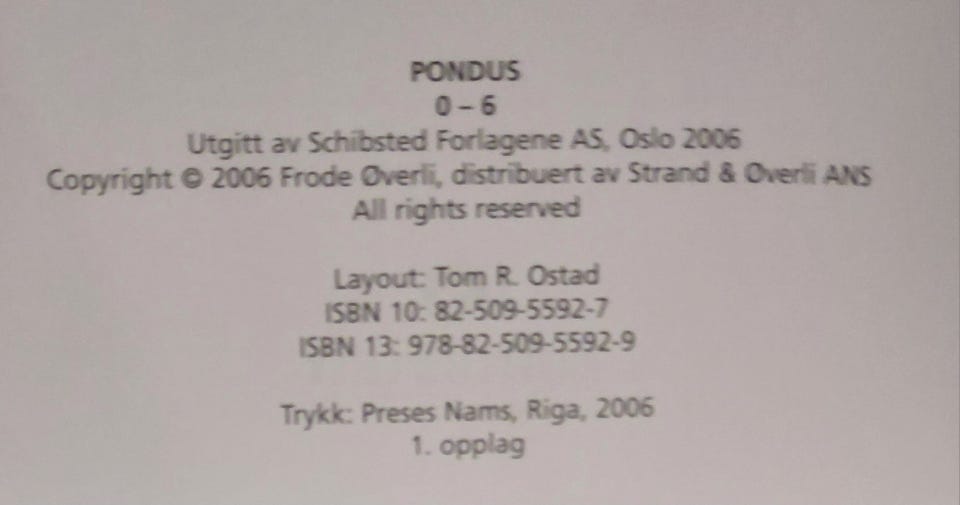 PONDUS
0 – 6
Utgitt av Schibsted Forlagene AS, Oslo 2006
Copyright © 2006 Frode Øverli, distribuert av Strand & Øverli ANS
All rights reserved
Layout: Tom R. Ostad
ISBN 10: 82-509-5592-7
ISBN 13: 978-82-509-5592-9
Trykk: Preses Nams, Riga, 2006
1. opplag